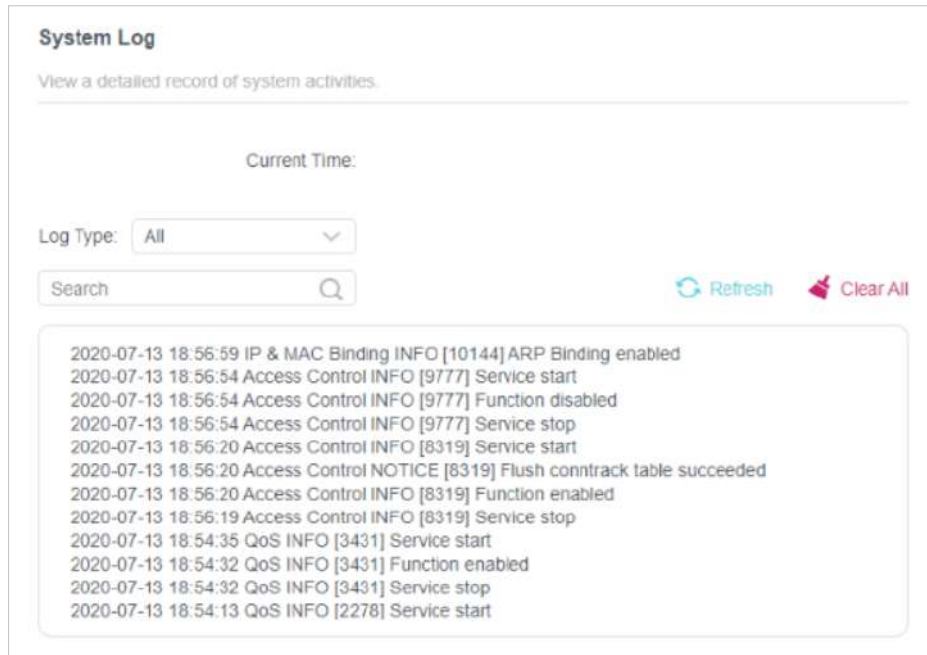 System Log
View a detailed record of system activities.
Current Time:
Log Type: All
Search Refresh Clear All
2020-07-13 18:56:59 IP & MAC Binding INFO [10144] ARP Binding enabled
2020-07-13 18:56:54 Access Control INFO [9777] Service start
2020-07-13 18:56:54 Access Control INFO [9777] Function disabled
2020-07-13 18:56:54 Access Control INFO [9777] Service stop
2020-07-13 18:56:20 Access Control INFO [8319] Service start
2020-07-13 18:56:20 Access Control NOTICE [8319] Flush conntrack table succeeded
2020-07-13 18:56:20 Access Control INFO [8319] Function enabled
2020-07-13 18:56:19 Access Control INFO [8319] Service stop
2020-07-13 18:54:35 QoS INFO [3431] Service start
2020-07-13 18:54:32 QoS INFO [3431] Function enabled
2020-07-13 18:54:32 QoS INFO [3431] Service stop
2020-07-13 18:54:13 QoS INFO [2278] Service start